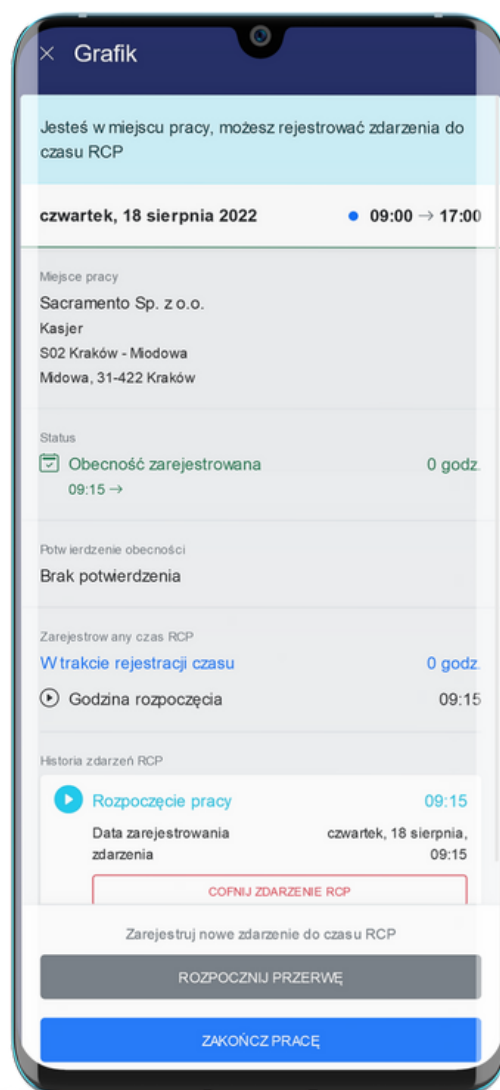 × Grafik
Jesteś w miejscu pracy, możesz rejestrować zdarzenia do
czasu RCP
czwartek, 18 sierpnia 2022 09:00 → 17:00
Miejsce pracy
Sacramento Sp. z o.o.
Kasjer
S02 Kraków - Miodowa
Midowa, 31-422 Kraków
Status
Obecność zarejestrowana 0 godz.
09:15 →
Potwierdzenie obecności
Brak potwierdzenia
Zarejestrowany czas RCP
W trakcie rejestracji czasu 0 godz.
Godzina rozpoczęcia 09:15
Historia zdarzeń RCP
Rozpoczęcie pracy 09:15
Data zarejestrowania czwartek, 18 sierpnia,
zdarzenia 09:15
COFNIJ ZDARZENIE RCP
Zarejestruj nowe zdarzenie do czasu RCP
ROZPOCZNIJ PRZERWĘ
ZAKOŃCZ PRACĘ